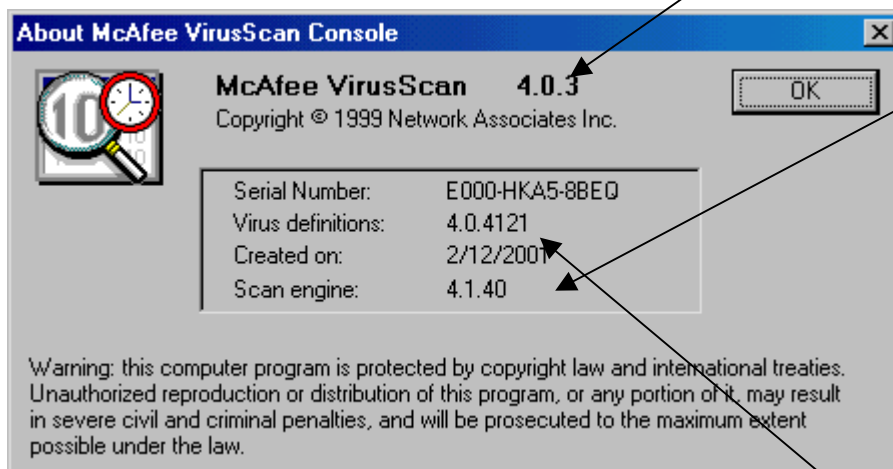 About McAfee VirusScan Console
McAfee VirusScan 4.0.3
Copyright © 1999 Network Associates Inc.
OK
Serial Number: E000-HKA5-8BEQ
Virus definitions: 4.0.4121
Created on: 2/12/2001
Scan engine: 4.1.40
Warning: this computer program is protected by copyright law and international treaties.
Unauthorized reproduction or distribution of this program, or any portion of it, may result
in severe civil and criminal penalties, and will be prosecuted to the maximum extent
possible under the law.